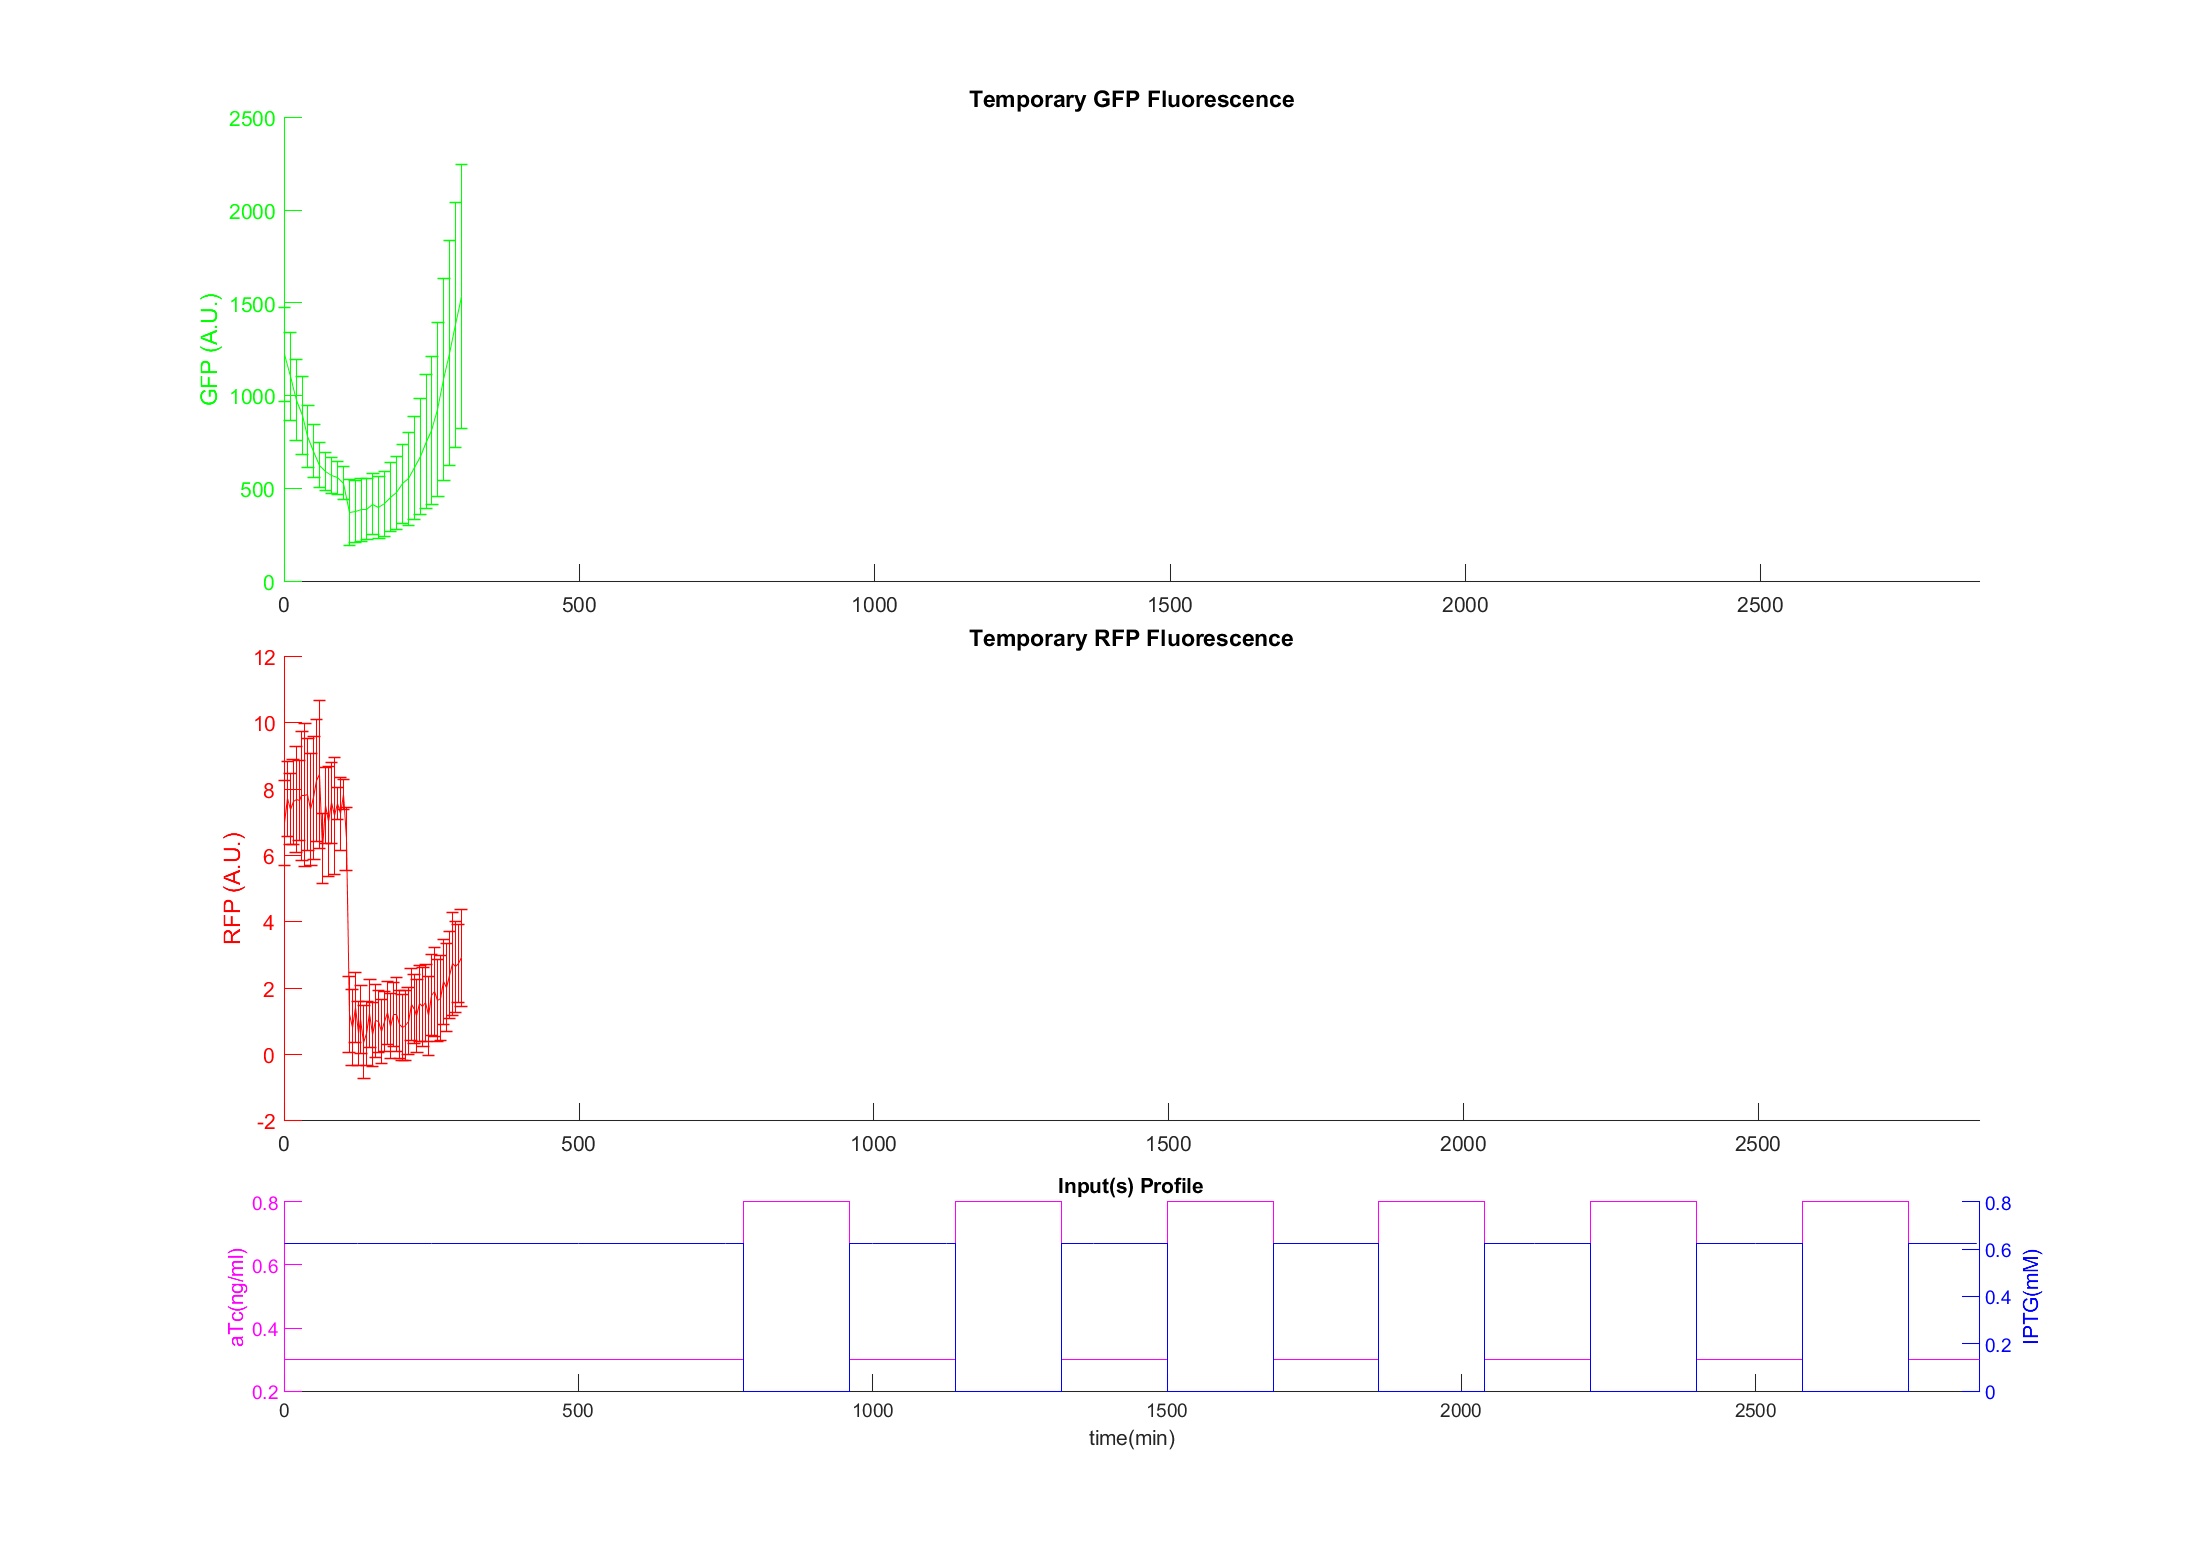 Temporary GFP Fluorescence
2500
2000
1500
1000
500
0
GFP (A.U.)
0 500 1000 1500 2000 2500
Temporary RFP Fluorescence
12
10
8
6
4
2
0
-2
RFP (A.U.)
0 500 1000 1500 2000 2500
Input(s) Profile
0.8
0.6
0.4
0.2
aTc(ng/ml)
0.8
0.6
0.4
0.2
0
IPTG(mM)
0 500 1000 1500 2000 2500
time(min)